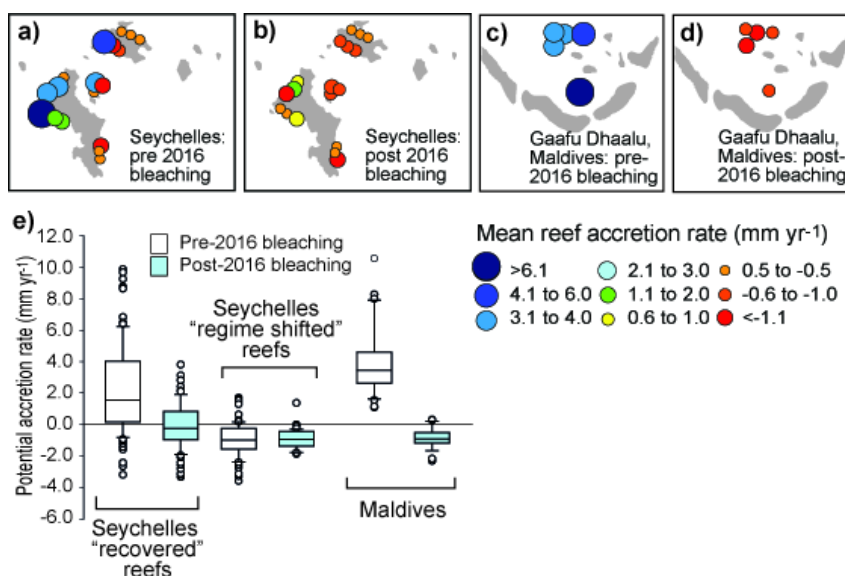 a)
Seychelles:
pre 2016
bleaching
b)
Seychelles:
post 2016
bleaching
c)
Gaafu Dhaalu,
Maldives: pre-
2016 bleaching
d)
Gaafu Dhaalu,
Maldives: post-
2016 bleaching
e)
Potential accretion rate (mm yr-1)
12.0
10.0
8.0
6.0
4.0
2.0
0.0
-2.0
-4.0
-6.0
Pre-2016 bleaching
Post-2016 bleaching
Seychelles
"regime shifted"
reefs
Seychelles
"recovered"
reefs
Maldives
Mean reef accretion rate (mm yr-1)
>6.1
4.1 to 6.0
3.1 to 4.0
2.1 to 3.0
1.1 to 2.0
0.6 to 1.0
0.5 to -0.5
-0.6 to -1.0
<-1.1